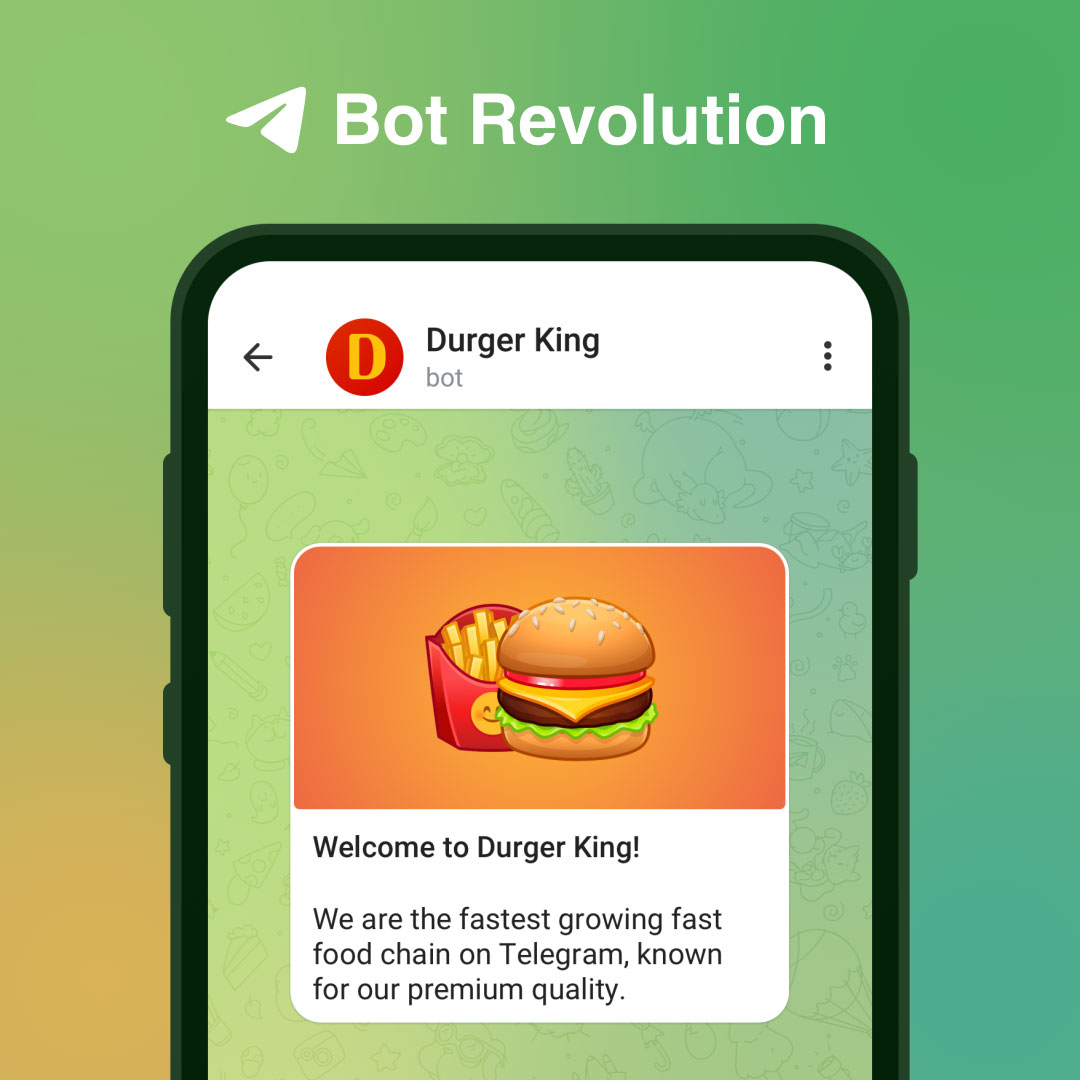 Bot Revolution
D
Durger King
bot
Welcome to Durger King!
We are the fastest growing fast
food chain on Telegram, known
for our premium quality.